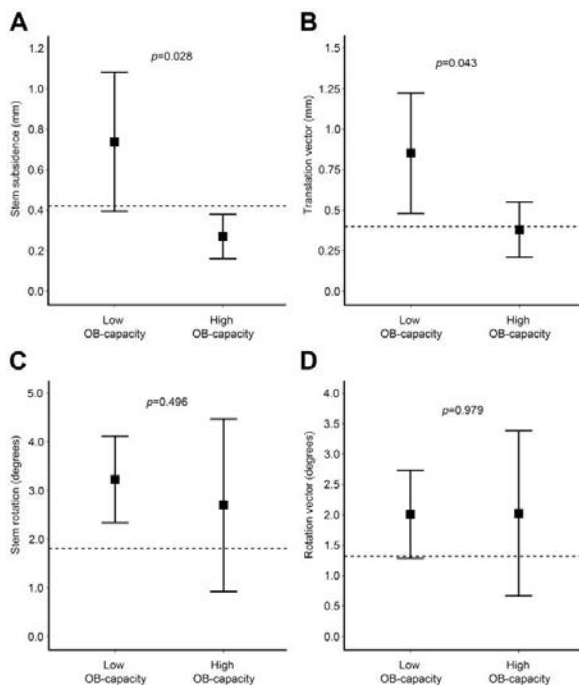 A
Stem subsidence (mm)
1.2
1.0
0.8
0.6
0.4
0.2
0.0
p=0.028
Low
OB-capacity
High
OB-capacity
B
Translation vector (mm)
1.5
1.25
1.0
0.75
0.50
0.25
0.0
p=0.043
Low
OB-capacity
High
OB-capacity
C
Stem rotation (degrees)
5.0
4.0
3.0
2.0
1.0
0.0
p=0.496
Low
OB-capacity
High
OB-capacity
D
Rotation vector (degrees)
4.0
3.5
3.0
2.5
2.0
1.5
1.0
0.5
0.0
p=0.979
Low
OB-capacity
High
OB-capacity